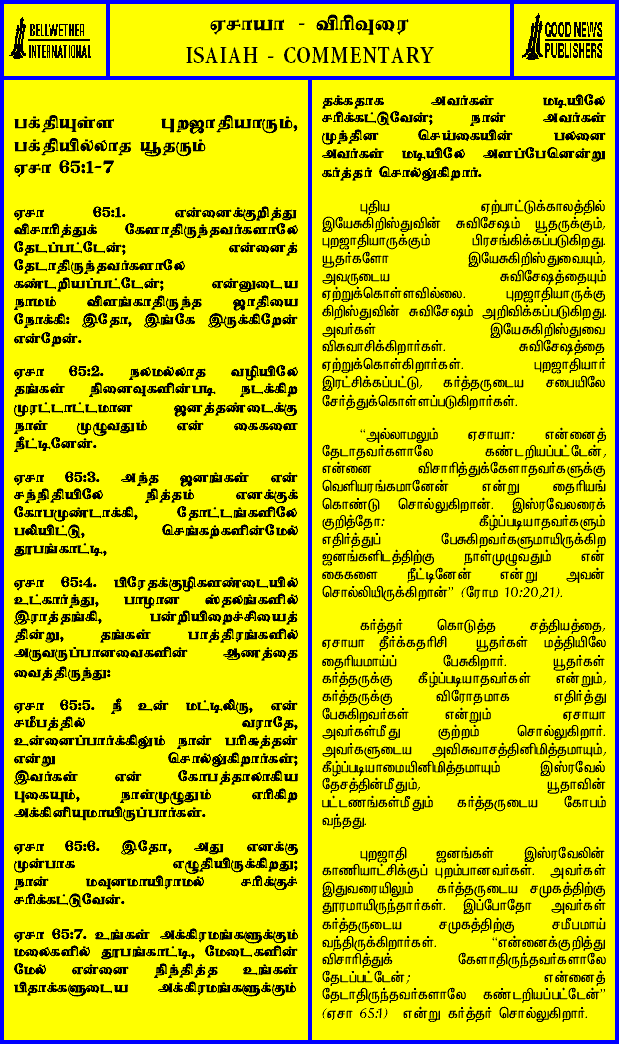 BELLWETHER
INTERNATIONAL
ஏசாயா - விரிவுரை
ISAIAH - COMMENTARY
GOOD NEWS
PUBLISHERS
பக்தியுள்ள புறஜாதியாரும்,
பக்தியில்லாத யூதரும்
ஏசா 65:1-7
ஏசா 65:1. என்னைக்குறித்து
விசாரித்துக் கேளாதிருந்தவர்களாலே
தேடப்பட்டேன்; என்னைத்
தேடாதிருந்தவர்களாலே
கண்டறியப்பட்டேன்; என்னுடைய
நாமம் விளங்காதிருந்த ஜாதியை
நோக்கி: இதோ, இங்கே இருக்கிறேன்
என்றேன்.
ஏசா 65:2. நலமல்லாத வழியிலே
தங்கள் நினைவுகளின்படி நடக்கிற
முரட்டாட்டமான ஜனத்தண்டைக்கு
நாள் முழுவதும் என் கைகளை
நீட்டினேன்.
ஏசா 65:3. அந்த ஜனங்கள் என்
சந்நிதியிலே நித்தம் எனக்குக்
கோபமுண்டாக்கி, தோட்டங்களிலே
பலியிட்டு, செங்கற்களின்மேல்
தூபங்காட்டி,
ஏசா 65:4. பிரேதக்குழிகளண்டையில்
உட்கார்ந்து, பாழான ஸ்தலங்களில்
இராத்தங்கி, பன்றியிறைச்சியைத்
தின்று, தங்கள் பாத்திரங்களில்
அருவருப்பானவைகளின் ஆணத்தை
வைத்திருந்து:
ஏசா 65:5. நீ உன் மட்டிலிரு, என்
சமீபத்தில் வராதே,
உன்னைப்பார்க்கிலும் நான் பரிசுத்தன்
என்று சொல்லுகிறார்கள்;
இவர்கள் என் கோபத்தாலாகிய
புகையும், நாள்முழுதும் எரிகிற
அக்கினியுமாயிருப்பார்கள்.
ஏசா 65:6. இதோ, அது எனக்கு
முன்பாக எழுதியிருக்கிறது;
நான் மவுனமாயிராமல் சரிக்குச்
சரிக்கட்டுவேன்.
ஏசா 65:7. உங்கள் அக்கிரமங்களுக்கும்
மலைகளில் தூபங்காட்டி, மேடைகளின்
மேல் என்னை நிந்தித்த உங்கள்
பிதாக்களுடைய அக்கிரமங்களுக்கும்
தக்கதாக அவர்கள் மடியிலே
சரிக்கட்டுவேன்; நான் அவர்கள்
முந்தின செய்கையின் பலனை
அவர்கள் மடியிலே அளப்பேனென்று
கர்த்தர் சொல்லுகிறார்.
புதிய ஏற்பாட்டுக்காலத்தில்
இயேசுகிறிஸ்துவின் சுவிசேஷம் யூதருக்கும்,
புறஜாதியாருக்கும் பிரசங்கிக்கப்படுகிறது.
யூதர்களோ இயேசுகிறிஸ்துவையும்,
அவருடைய சுவிசேஷத்தையும்
ஏற்றுக்கொள்ளவில்லை. புறஜாதியாருக்கு
கிறிஸ்துவின் சுவிசேஷம் அறிவிக்கப்படுகிறது.
அவர்கள் இயேசுகிறிஸ்துவை
விசுவாசிக்கிறார்கள். சுவிசேஷத்தை
ஏற்றுக்கொள்கிறார்கள். புறஜாதியார்
இரட்சிக்கப்பட்டு, கர்த்தருடைய சபையிலே
சேர்த்துக்கொள்ளப்படுகிறார்கள்.
“அல்லாமலும் ஏசாயா: என்னைத்
தேடாதவர்களாலே கண்டறியப்பட்டேன்,
என்னை விசாரித்துக்கேளாதவர்களுக்கு
வெளியரங்கமானேன் என்று தைரியங்
கொண்டு சொல்லுகிறான். இஸ்ரவேலரைக்
குறித்தோ: கீழ்ப்படியாதவர்களும்
எதிர்த்துப் பேசுகிறவர்களுமாயிருக்கிற
ஜனங்களிடத்திற்கு நாள்முழுவதும் என்
கைகளை நீட்டினேன் என்று அவன்
சொல்லியிருக்கிறான்” (ரோம 10:20,21).
கர்த்தர் கொடுத்த சத்தியத்தை,
ஏசாயா தீர்க்கதரிசி யூதர்கள் மத்தியிலே
தைரியமாய்ப் பேசுகிறார். யூதர்கள்
கர்த்தருக்கு கீழ்ப்படியாதவர்கள் என்றும்,
கர்த்தருக்கு விரோதமாக எதிர்த்து
பேசுகிறவர்கள் என்றும் ஏசாயா
அவர்கள்மீது குற்றம் சொல்லுகிறார்.
அவர்களுடைய அவிசுவாசத்தினிமித்தமாயும்,
கீழ்ப்படியாமையினிமித்தமாயும் இஸ்ரவேல்
தேசத்தின்மீதும், யூதாவின்
பட்டணங்கள்மீதும் கர்த்தருடைய கோபம்
வந்தது.
புறஜாதி ஜனங்கள் இஸ்ரவேலின்
காணியாட்சிக்குப் புறம்பானவர்கள். அவர்கள்
இதுவரையிலும் கர்த்தருடைய சமுகத்திற்கு
தூரமாயிருந்தார்கள். இப்போதோ அவர்கள்
கர்த்தருடைய சமுகத்திற்கு சமீபமாய்
வந்திருக்கிறார்கள். “என்னைக்குறித்து
விசாரித்துக் கேளாதிருந்தவர்களாலே
தேடப்பட்டேன்; என்னைத்
தேடாதிருந்தவர்களாலே கண்டறியப்பட்டேன்”
(ஏசா 65:1) என்று கர்த்தர் சொல்லுகிறார்.